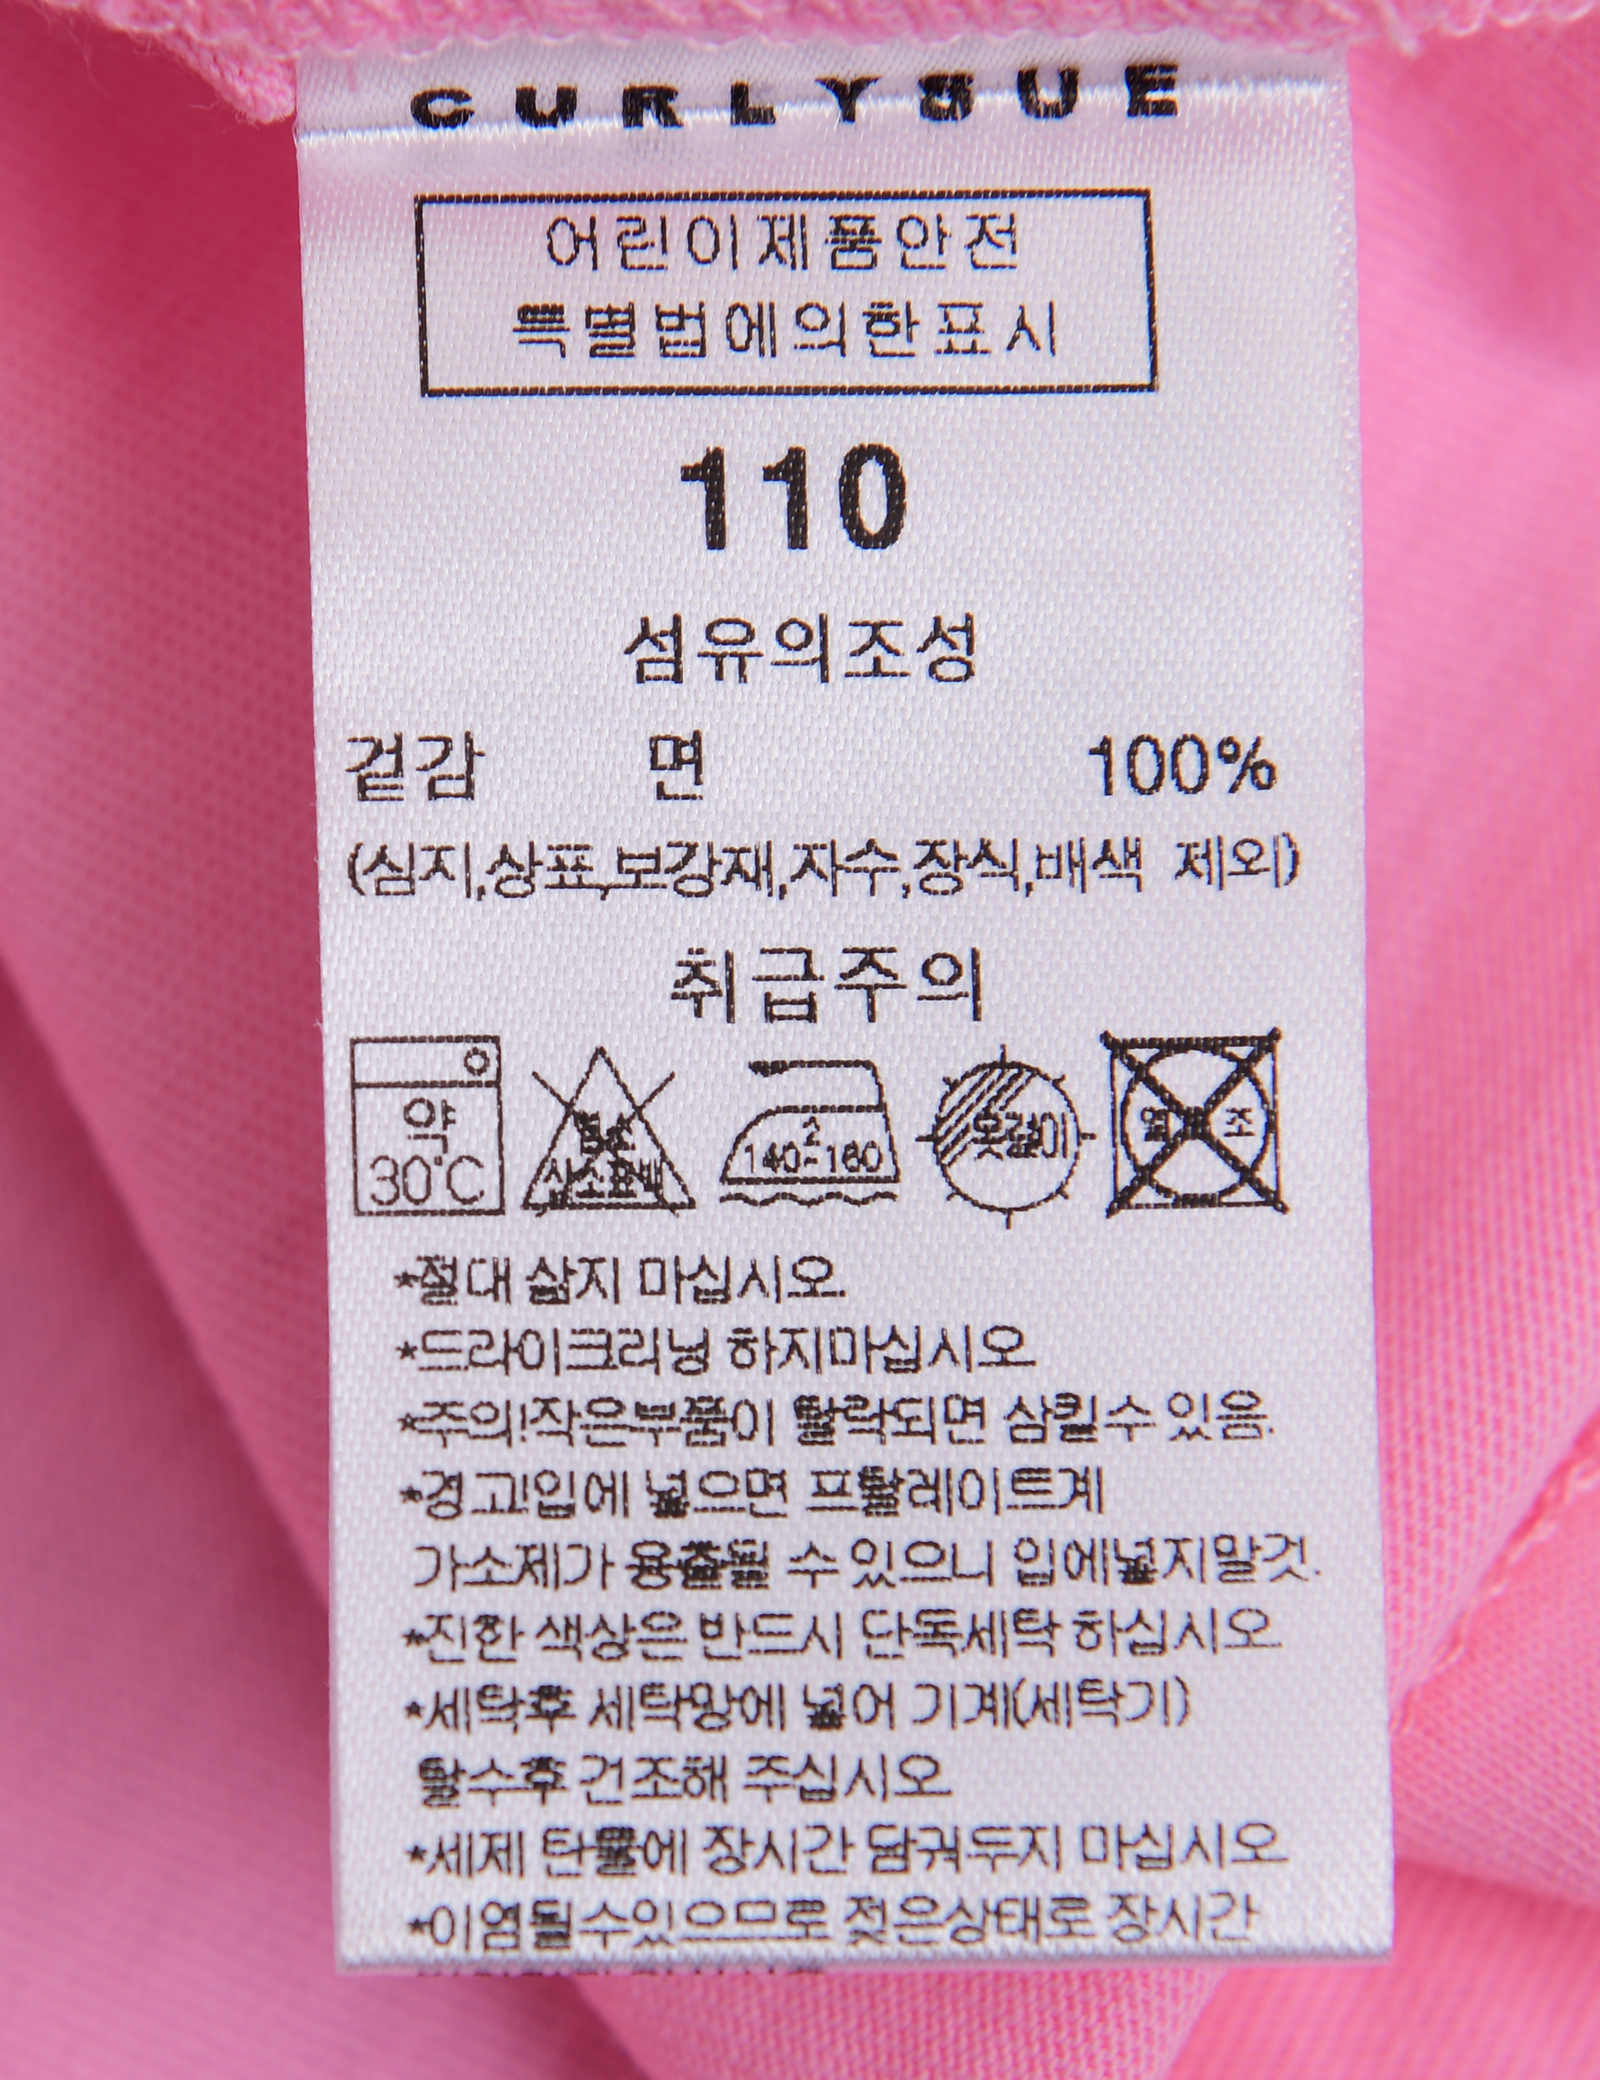 CURLYSUE
어린이제품안전
특별법에의한표시
110
섬유의조성
겉감 면 100%
(심지,상표,보강재,자수,장식,배색 제외)
취급주의
약
30℃
염소
산소표백
2
140-160
옷걸이
열 조
*절대 삶지 마십시오.
*드라이크리닝 하지마십시오
*주의!작은부품이 탈락되면 삼킬수 있음.
*경고!입에 넣으면 프탈레이트계
가소제가 용출될 수 있으니 입에넣지말것.
*진한 색상은 반드시 단독세탁 하십시오
*세탁후 세탁망에 넣어 기계(세탁기)
탈수후 건조해 주십시오
*세제 탄물에 장시간 담궈두지 마십시오
*이염될수있으므로 젖은상태로 장시간